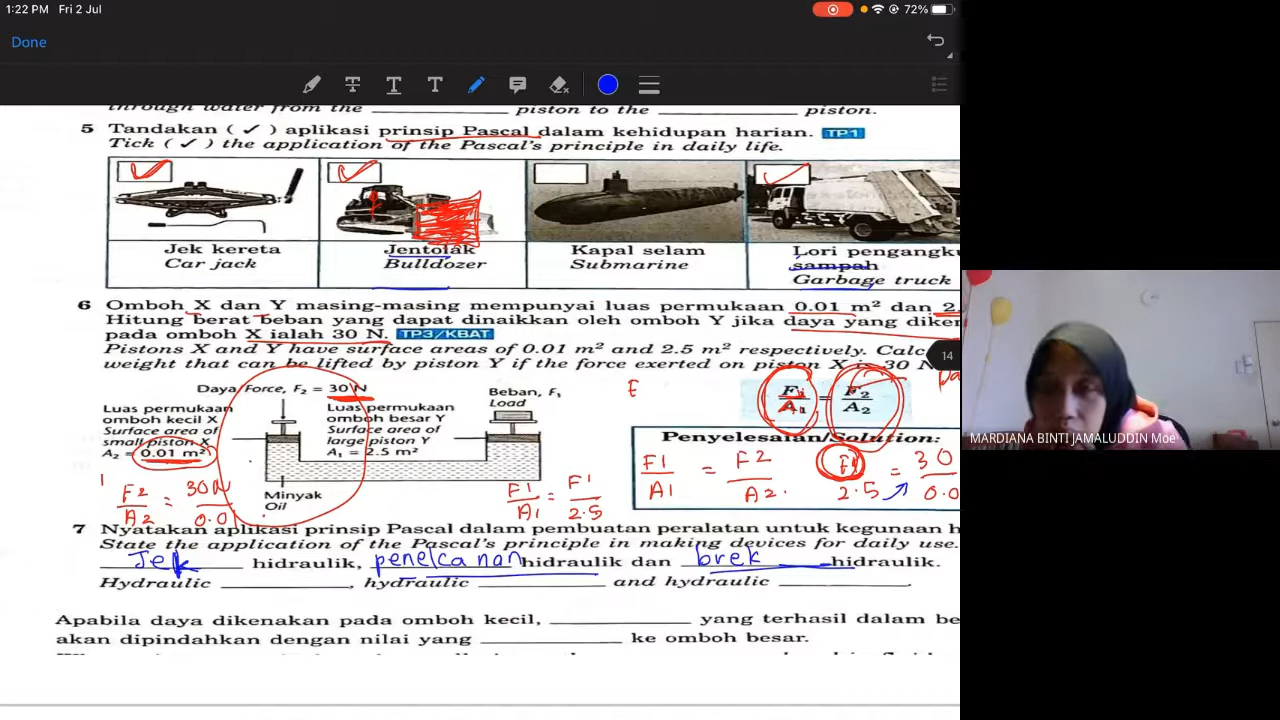 1:22 PM Fri 2 Jul
72%
Done
through water from the ________ piston to the ________ piston.
5 Tandakan ( ✓ ) aplikasi prinsip Pascal dalam kehidupan harian. TP1
Tick ( ✓ ) the application of the Pascal's principle in daily life.
Jek kereta
Car jack
Jentolak
Bulldozer
Kapal selam
Submarine
Lori pengangku
sampah
Garbage truck
6 Omboh X dan Y masing-masing mempunyai luas permukaan 0.01 m² dan 2.
Hitung berat beban yang dapat dinaikkan oleh omboh Y jika daya yang diken
pada omboh X ialah 30 N. TP3/KBAT
14
Pistons X and Y have surface areas of 0.01 m² and 2.5 m² respectively. Calc
weight that can be lifted by piston Y if the force exerted on piston X is 30 N
Daya/Force, F₂ = 30 N
Luas permukaan
omboh kecil X
Surface area of
small piston X
A₂ = 0.01 m²
Luas permukaan
omboh besar Y
Surface area of
large piston Y
A₁ = 2.5 m²
Beban, F₁
Load
Minyak
Oil
F₁/A₁ = F₂/A₂
Penyelesaian/Solution:
F1/A1 = F2/A2. F1/2.5 = 30/0.0
F2/A2 = 30N/0.0
F1/A1 = F1/2.5
7 Nyatakan aplikasi prinsip Pascal dalam pembuatan peralatan untuk kegunaan h
State the application of the Pascal's principle in making devices for daily use.
Jek hidraulik, penekanan hidraulik dan brek hidraulik.
Hydraulic ________, hydraulic ________ and hydraulic ________.
Apabila daya dikenakan pada omboh kecil, ________ yang terhasil dalam be
akan dipindahkan dengan nilai yang ________ ke omboh besar.
MARDIANA BINTI JAMALUDDIN Moe